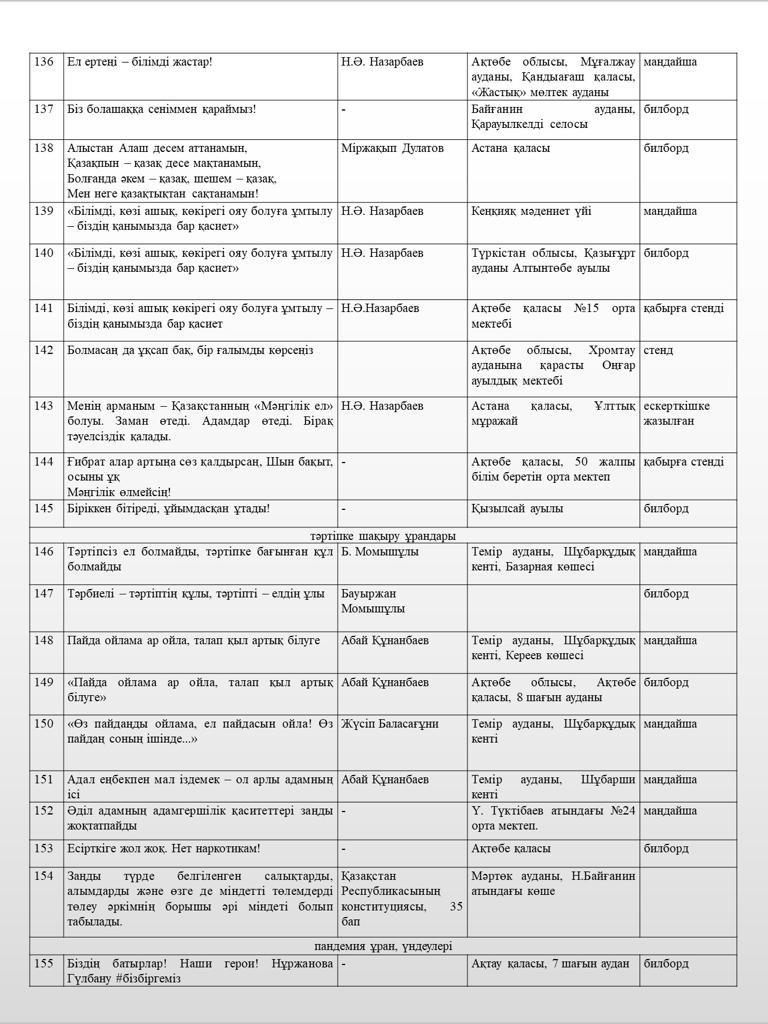 136 Ел ертеңі – білімді жастар! Н.Ә. Назарбаев Ақтөбе облысы, Мұғалжау маңдайша
ауданы, Қандыағаш қаласы,
«Жастық» мөлтек ауданы
137 Біз болашаққа сеніммен қараймыз! - Байғанин ауданы, билборд
Қарауылкелді селосы
138 Алыстан Алаш десем аттанамын, Міржақып Дулатов Астана қаласы билборд
Қазақпын – қазақ десе мақтанамын,
Болғанда әкем – қазақ, шешем – қазақ,
Мен неге қазақтықтан сақтанамын!
139 «Білімді, көзі ашық, көкірегі ояу болуға ұмтылу Н.Ә. Назарбаев Кеңқияқ мәдениет үйі маңдайша
– біздің қанымызда бар қасиет»
140 «Білімді, көзі ашық, көкірегі ояу болуға ұмтылу Н.Ә. Назарбаев Түркістан облысы, Қазығұрт билборд
– біздің қанымызда бар қасиет» ауданы Алтынтөбе ауылы
141 Білімді, көзі ашық көкірегі ояу болуға ұмтылу – Н.Ә.Назарбаев Ақтөбе қаласы №15 орта қабырға стенді
біздің қанымызда бар қасиет мектебі
142 Болмасаң да ұқсап бақ, бір ғалымды көрсеңіз Ақтөбе облысы, Хромтау стенд
ауданына қарасты Оңғар
ауылдық мектебі
143 Менің арманым – Қазақстанның «Мәңгілік ел» Н.Ә. Назарбаев Астана қаласы, Ұлттық ескерткішке
болуы. Заман өтеді. Адамдар өтеді. Бірақ мұражай жазылған
тәуелсіздік қалады.
144 Ғибрат алар артыңа сөз қалдырсаң, Шын бақыт, - Ақтөбе қаласы, 50 жалпы қабырға стенді
осыны ұқ білім беретін орта мектеп
Мәңгілік өлмейсің!
145 Біріккен бітіреді, ұйымдасқан ұтады! - Қызылсай ауылы билборд
тәртіпке шақыру ұрандары
146 Тәртіпсіз ел болмайды, тәртіпке бағынған құл Б. Момышұлы Темір ауданы, Шұбарқұдық маңдайша
болмайды кенті, Базарная көшесі
147 Тәрбиелі – тәртіптің құлы, тәртіпті – елдің ұлы Бауыржан билборд
Момышұлы
148 Пайда ойлама ар ойла, талап қыл артық білуге Абай Құнанбаев Темір ауданы, Шұбарқұдық маңдайша
кенті, Кереев көшесі
149 «Пайда ойлама ар ойла, талап қыл артық Абай Құнанбаев Ақтөбе облысы, Ақтөбе билборд
білуге» қаласы, 8 шағын ауданы
150 «Өз пайдаңды ойлама, ел пайдасын ойла! Өз Жүсіп Баласағұни Темір ауданы, Шұбарқұдық маңдайша
пайдаң соның ішінде...» кенті
151 Адал еңбекпен мал іздемек – ол арлы адамның Абай Құнанбаев Темір ауданы, Шұбарши маңдайша
ісі кенті
152 Әділ адамның адамгершілік қаситеттері заңды - Ү. Түктібаев атындағы №24 маңдайша
жоқтатпайды орта мектеп.
153 Есірткіге жол жоқ. Нет наркотикам! - Ақтөбе қаласы билборд
154 Заңды түрде белгіленген салықтарды, Қазақстан Мәртөк ауданы, Н.Байғанин
алымдарды және өзге де міндетті төлемдерді Республикасының атындағы көше
төлеу әркімнің борышы әрі міндеті болып конституциясы, 35
табылады. бап
пандемия ұран, үндеулері
155 Біздің батырлар! Наши герои! Нұржанова - Ақтау қаласы, 7 шағын аудан билборд
Гүлбану #бізбіргеміз